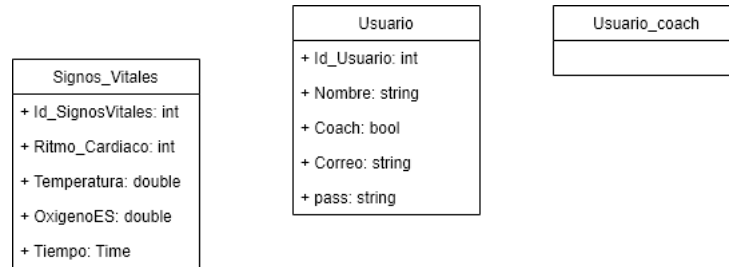 Signos_Vitales
+ Id_SignosVitales: int
+ Ritmo_Cardiaco: int
+ Temperatura: double
+ OxigenoES: double
+ Tiempo: Time
Usuario
+ Id_Usuario: int
+ Nombre: string
+ Coach: bool
+ Correo: string
+ pass: string
Usuario_coach